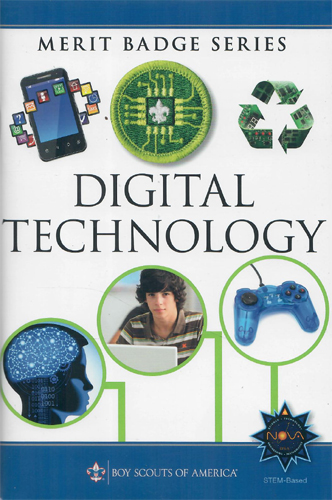 MERIT BADGE SERIES
DIGITAL
TECHNOLOGY
NOVA
STEM-Based
BOY SCOUTS OF AMERICA®